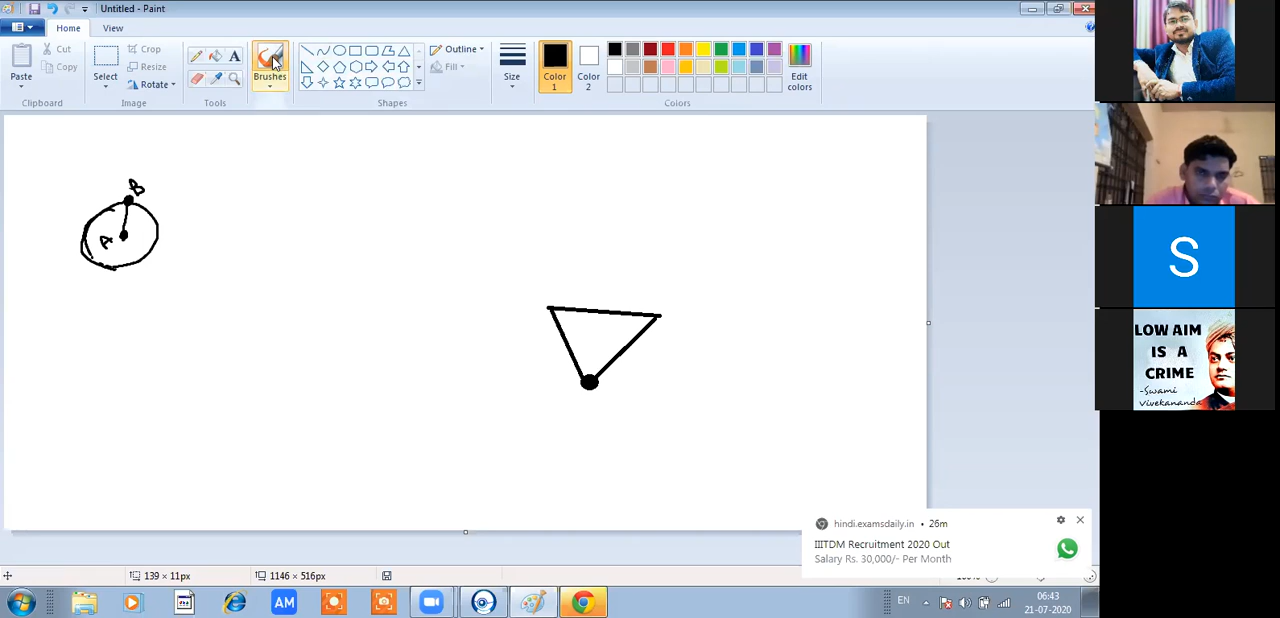 Untitled - Paint
Home
View
Paste
Cut
Copy
Clipboard
Select
Crop
Resize
Rotate
Image
A
Tools
Brushes
Shapes
Outline
Fill
Size
Color 1
Color 2
Edit colors
Colors
B
A
S
LOW AIM
IS A
CRIME
-Swami
Vivekananda
hindi.examsdaily.in • 26m
IIITDM Recruitment 2020 Out
Salary Rs. 30,000/- Per Month
139 × 11px
1146 × 516px
AM
EN
06:43
21-07-2020